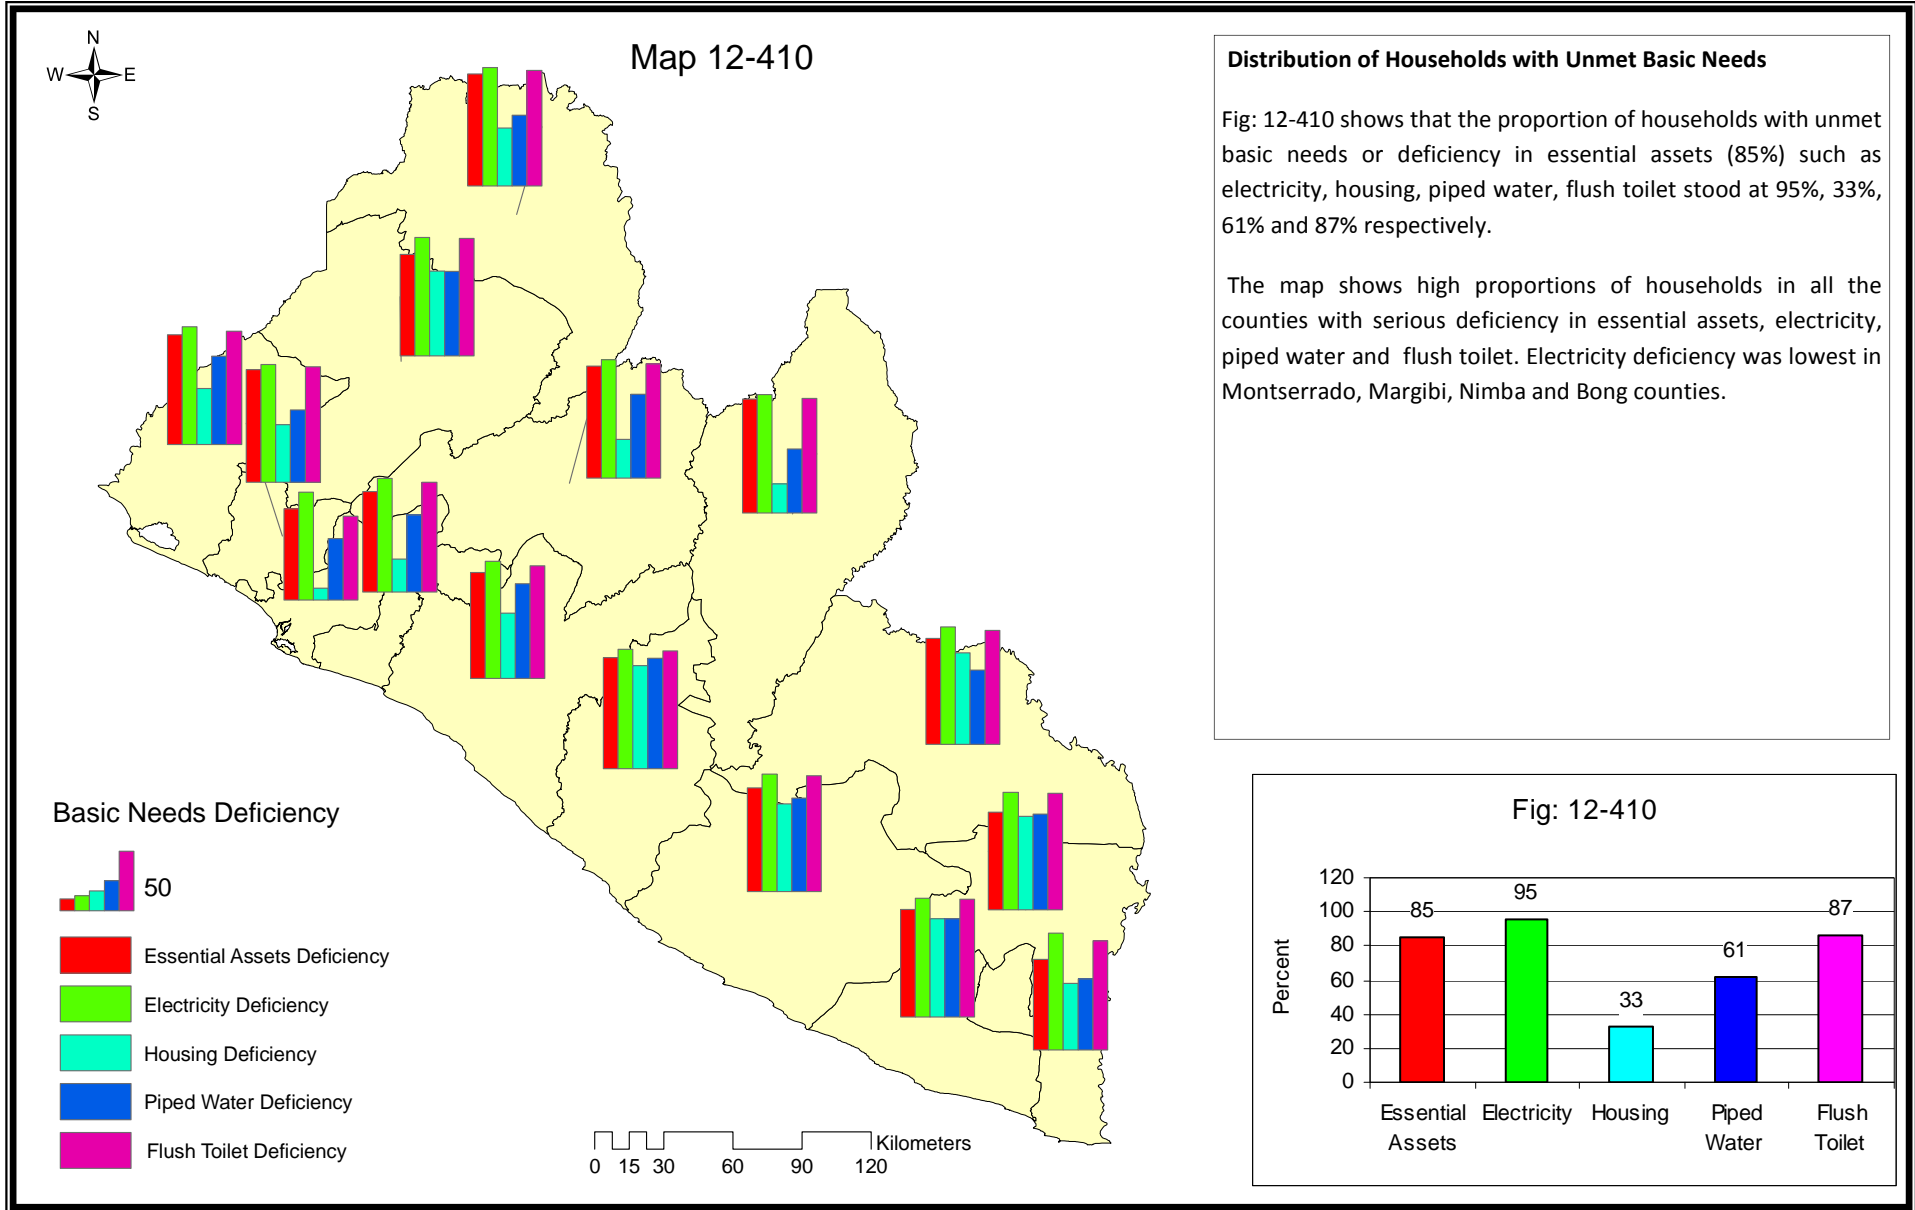 N
W E
S
Map 12-410
Distribution of Households with Unmet Basic Needs
Fig: 12-410 shows that the proportion of households with unmet
basic needs or deficiency in essential assets (85%) such as
electricity, housing, piped water, flush toilet stood at 95%, 33%,
61% and 87% respectively.
The map shows high proportions of households in all the
counties with serious deficiency in essential assets, electricity,
piped water and flush toilet. Electricity deficiency was lowest in
Montserrado, Margibi, Nimba and Bong counties.
Basic Needs Deficiency
50
Essential Assets Deficiency
Electricity Deficiency
Housing Deficiency
Piped Water Deficiency
Flush Toilet Deficiency
Kilometers
0 15 30 60 90 120
Fig: 12-410
Percent
120
100
80
60
40
20
0
85
95
33
61
87
Essential Assets
Electricity
Housing
Piped Water
Flush Toilet